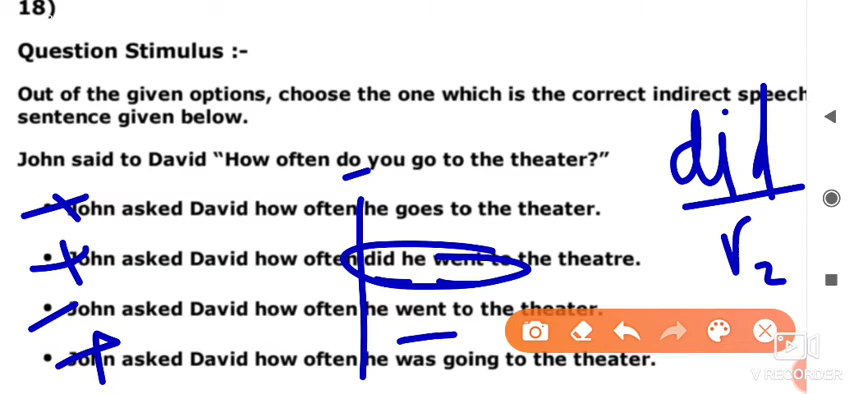 18)
Question Stimulus :-
Out of the given options, choose the one which is the correct indirect speech
sentence given below.
John said to David “How often do you go to the theater?”
• John asked David how often he goes to the theater.
• John asked David how often did he went to the theatre.
• John asked David how often he went to the theater.
• John asked David how often he was going to the theater.
did
V2
V RECORDER